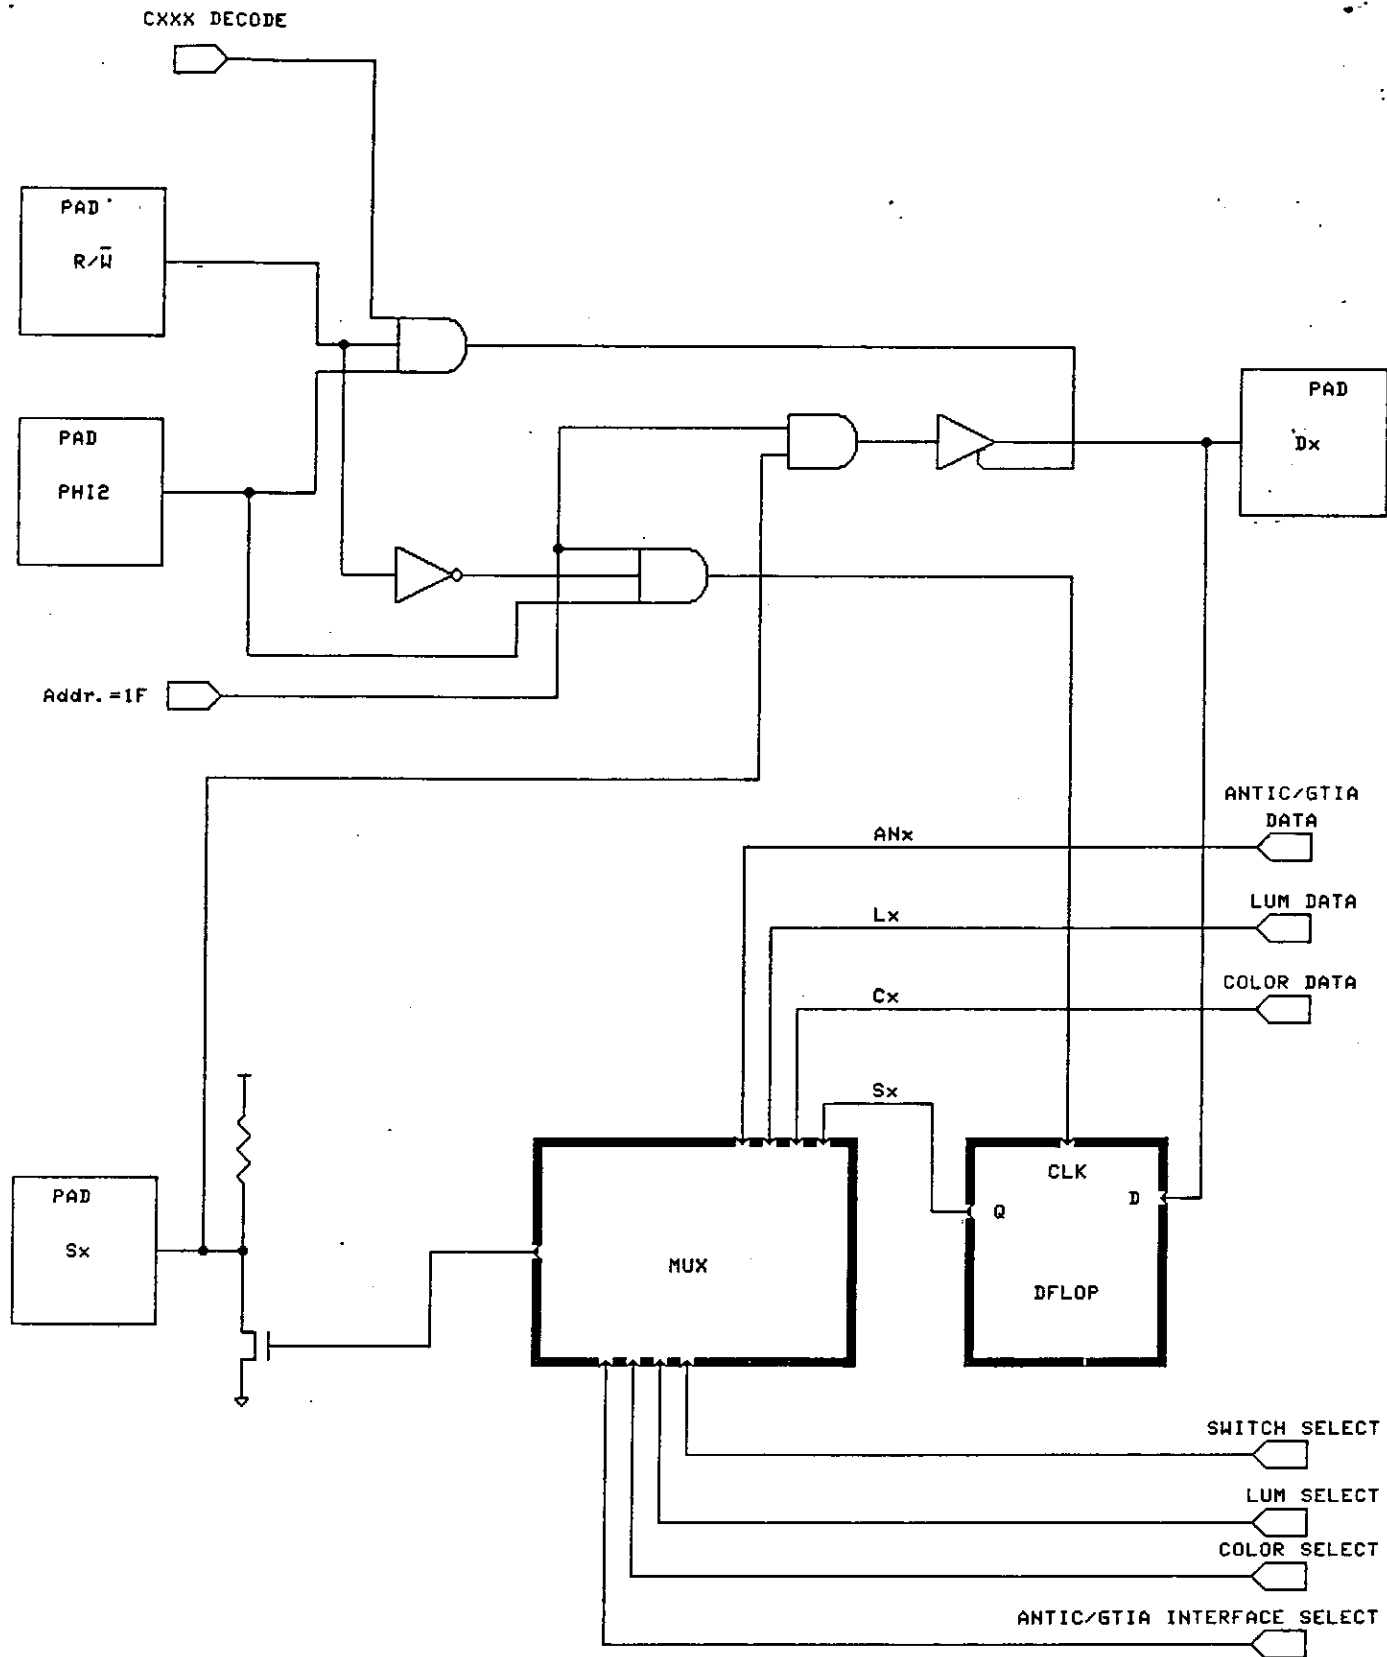 CXXX DECODE
PAD
R/W̅
PAD
PHI2
PAD
Dx
Addr.=1F
ANTIC/GTIA
DATA
ANx
LUM DATA
Lx
COLOR DATA
Cx
Sx
PAD
Sx
MUX
CLK
D
Q
DFLOP
SWITCH SELECT
LUM SELECT
COLOR SELECT
ANTIC/GTIA INTERFACE SELECT